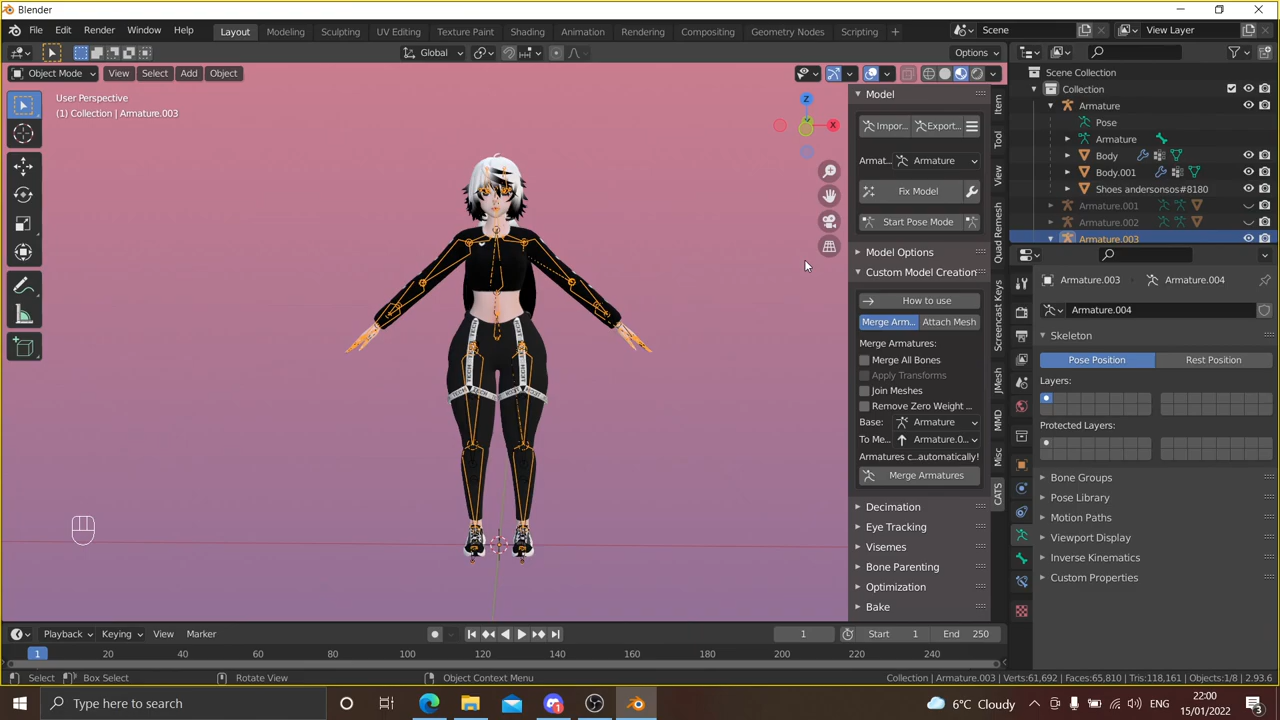 Blender
File Edit Render Window Help Layout Modeling Sculpting UV Editing Texture Paint Shading Animation Rendering Compositing Geometry Nodes Scripting + Scene View Layer
Global Options
Object Mode View Select Add Object
User Perspective
(1) Collection | Armature.003
Z
X
Model
Impor... Export...
Armat... Armature
Fix Model
Start Pose Mode
Model Options
Custom Model Creation
How to use
Merge Arm... Attach Mesh
Merge Armatures:
Merge All Bones
Apply Transforms
Join Meshes
Remove Zero Weight ...
Base: Armature
To Me... Armature.0...
Armatures c...automatically!
Merge Armatures
Decimation
Eye Tracking
Visemes
Bone Parenting
Optimization
Bake
Item
Tool
View
Quad Remesh
Screencast Keys
JMesh
MMD
Misc
CATS
Scene Collection
Collection
Armature
Pose
Armature
Body
Body.001
Shoes andersonsos#8180
Armature.001
Armature.002
Armature.003
Armature.003 Armature.004
Armature.004
Skeleton
Pose Position Rest Position
Layers:
Protected Layers:
Bone Groups
Pose Library
Motion Paths
Viewport Display
Inverse Kinematics
Custom Properties
Playback Keying View Marker 1 Start 1 End 250
1 20 40 60 80 100 120 140 160 180 200 220 240
Select Box Select Rotate View Object Context Menu Collection | Armature.003 | Verts:61,692 | Faces:65,810 | Tris:118,161 | Objects:1/8 | 2.93.6
Type here to search 6°C Cloudy ENG 22:00
15/01/2022 3